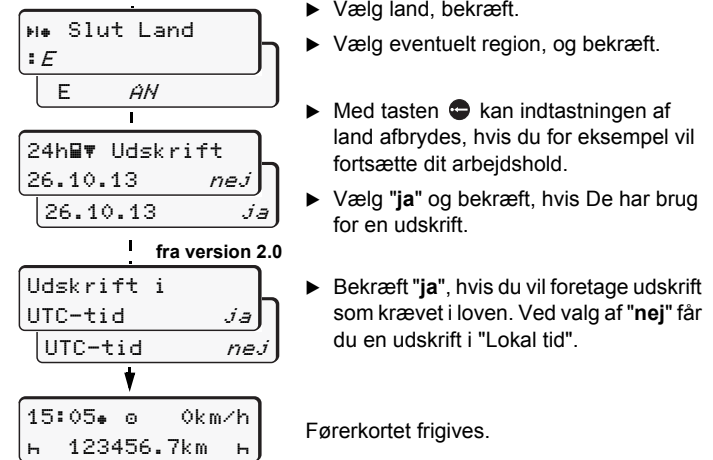 Slut Land
:E
E AN
24h Udskrift
26.10.13 nej
26.10.13 ja
fra version 2.0
Udskrift i
UTC-tid ja
UTC-tid nej
15:05 0km/h
123456.7km
► Vælg land, bekræft.
► Vælg eventuelt region, og bekræft.
► Med tasten kan indtastningen af
land afbrydes, hvis du for eksempel vil
fortsætte dit arbejdshold.
► Vælg "ja" og bekræft, hvis De har brug
for en udskrift.
► Bekræft "ja", hvis du vil foretage udskrift
som krævet i loven. Ved valg af "nej" får
du en udskrift i "Lokal tid".
Førerkortet frigives.